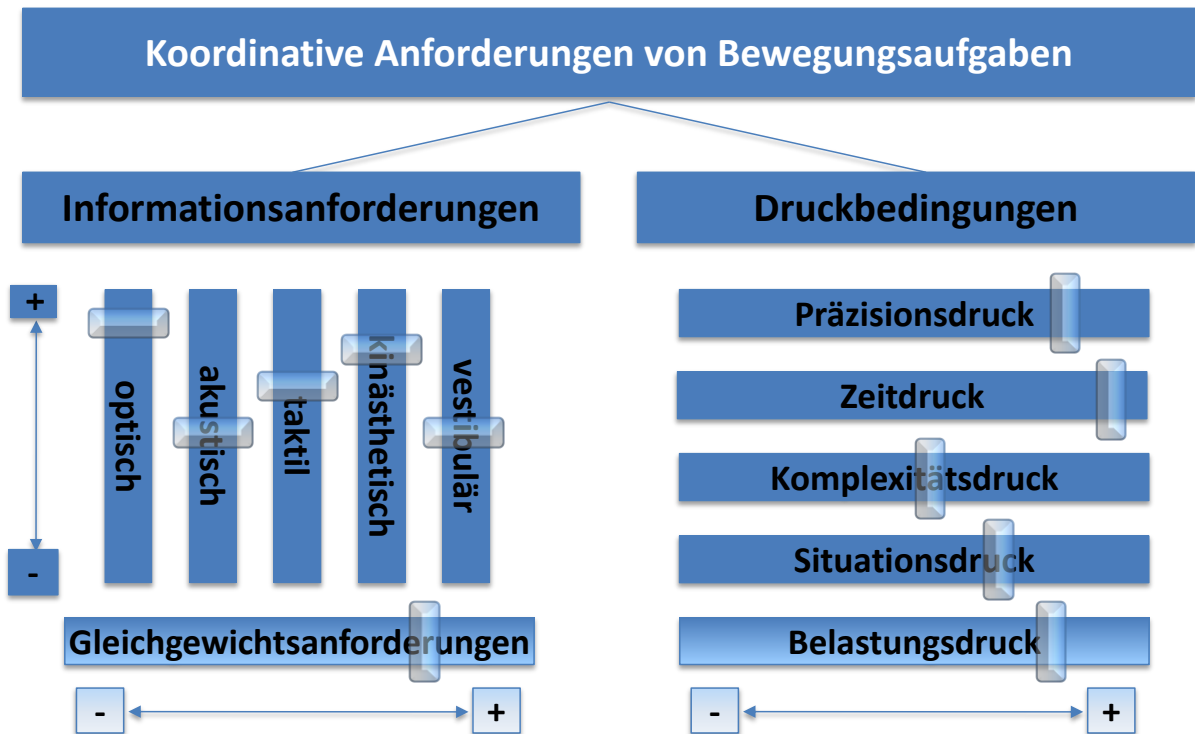 Koordinative Anforderungen von Bewegungsaufgaben
Informationsanforderungen
Druckbedingungen
+
-
optisch
akustisch
taktil
kinästhetisch
vestibulär
Gleichgewichtsanforderungen
-
+
Präzisionsdruck
Zeitdruck
Komplexitätsdruck
Situationsdruck
Belastungsdruck
-
+